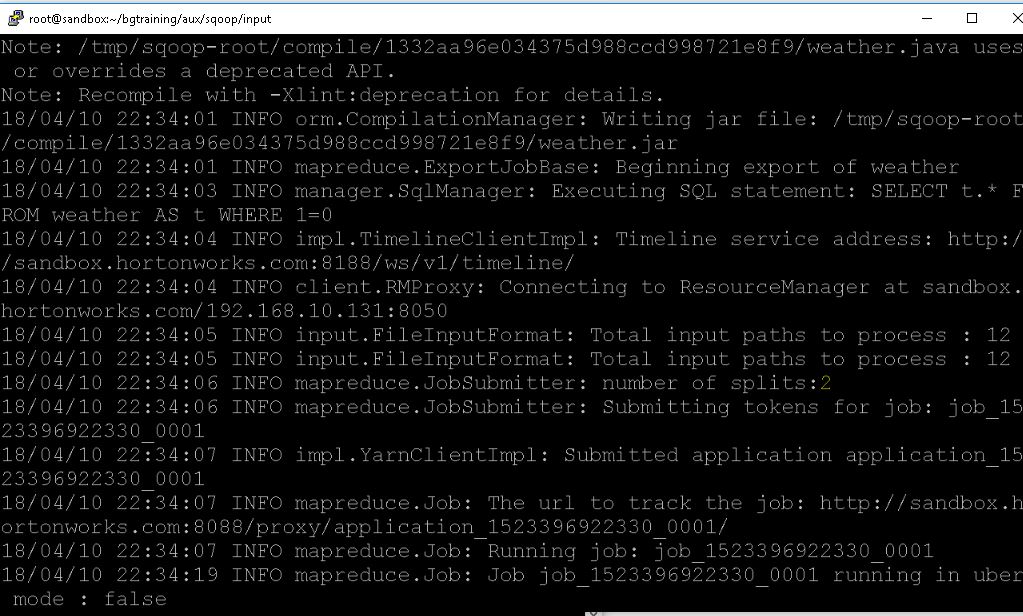 root@sandbox:~/bgtraining/aux/sqoop/input
Note: /tmp/sqoop-root/compile/1332aa96e034375d988ccd998721e8f9/weather.java uses
 or overrides a deprecated API.
Note: Recompile with -Xlint:deprecation for details.
18/04/10 22:34:01 INFO orm.CompilationManager: Writing jar file: /tmp/sqoop-root
/compile/1332aa96e034375d988ccd998721e8f9/weather.jar
18/04/10 22:34:01 INFO mapreduce.ExportJobBase: Beginning export of weather
18/04/10 22:34:03 INFO manager.SqlManager: Executing SQL statement: SELECT t.* F
ROM weather AS t WHERE 1=0
18/04/10 22:34:04 INFO impl.TimelineClientImpl: Timeline service address: http:/
/sandbox.hortonworks.com:8188/ws/v1/timeline/
18/04/10 22:34:04 INFO client.RMProxy: Connecting to ResourceManager at sandbox.
hortonworks.com/192.168.10.131:8050
18/04/10 22:34:05 INFO input.FileInputFormat: Total input paths to process : 12
18/04/10 22:34:05 INFO input.FileInputFormat: Total input paths to process : 12
18/04/10 22:34:06 INFO mapreduce.JobSubmitter: number of splits:2
18/04/10 22:34:06 INFO mapreduce.JobSubmitter: Submitting tokens for job: job_15
23396922330_0001
18/04/10 22:34:07 INFO impl.YarnClientImpl: Submitted application application_15
23396922330_0001
18/04/10 22:34:07 INFO mapreduce.Job: The url to track the job: http://sandbox.h
ortonworks.com:8088/proxy/application_1523396922330_0001/
18/04/10 22:34:07 INFO mapreduce.Job: Running job: job_1523396922330_0001
18/04/10 22:34:19 INFO mapreduce.Job: Job job_1523396922330_0001 running in uber
 mode : false